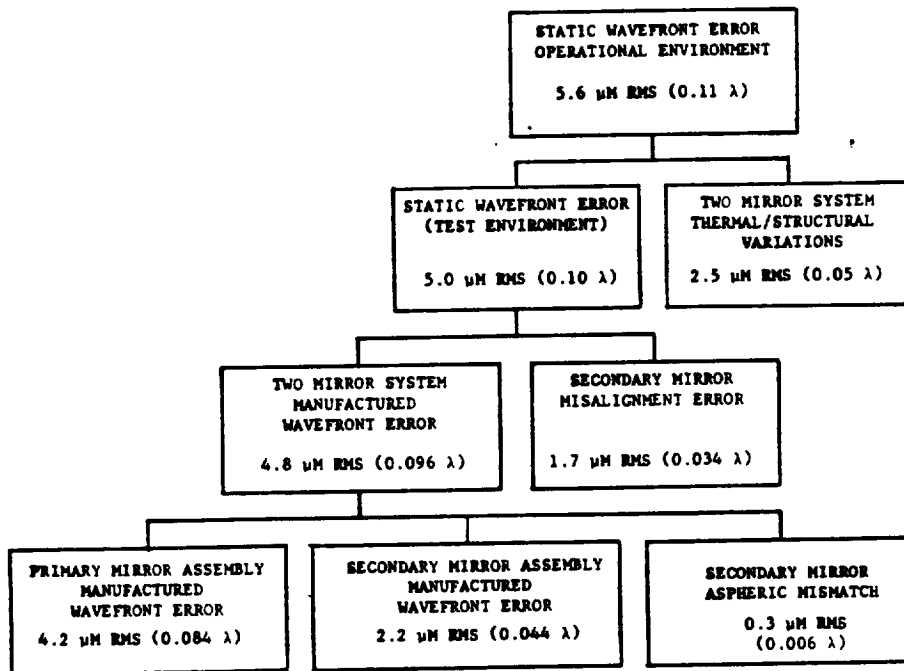 STATIC WAVEFRONT ERROR
OPERATIONAL ENVIRONMENT
5.6 µM RMS (0.11 λ)
STATIC WAVEFRONT ERROR
(TEST ENVIRONMENT)
5.0 µM RMS (0.10 λ)
TWO MIRROR SYSTEM
THERMAL/STRUCTURAL
VARIATIONS
2.5 µM RMS (0.05 λ)
TWO MIRROR SYSTEM
MANUFACTURED
WAVEFRONT ERROR
4.8 µM RMS (0.096 λ)
SECONDARY MIRROR
MISALIGNMENT ERROR
1.7 µM RMS (0.034 λ)
PRIMARY MIRROR ASSEMBLY
MANUFACTURED
WAVEFRONT ERROR
4.2 µM RMS (0.084 λ)
SECONDARY MIRROR ASSEMBLY
MANUFACTURED
WAVEFRONT ERROR
2.2 µM RMS (0.044 λ)
SECONDARY MIRROR
ASPHERIC MISMATCH
0.3 µM RMS
(0.006 λ)